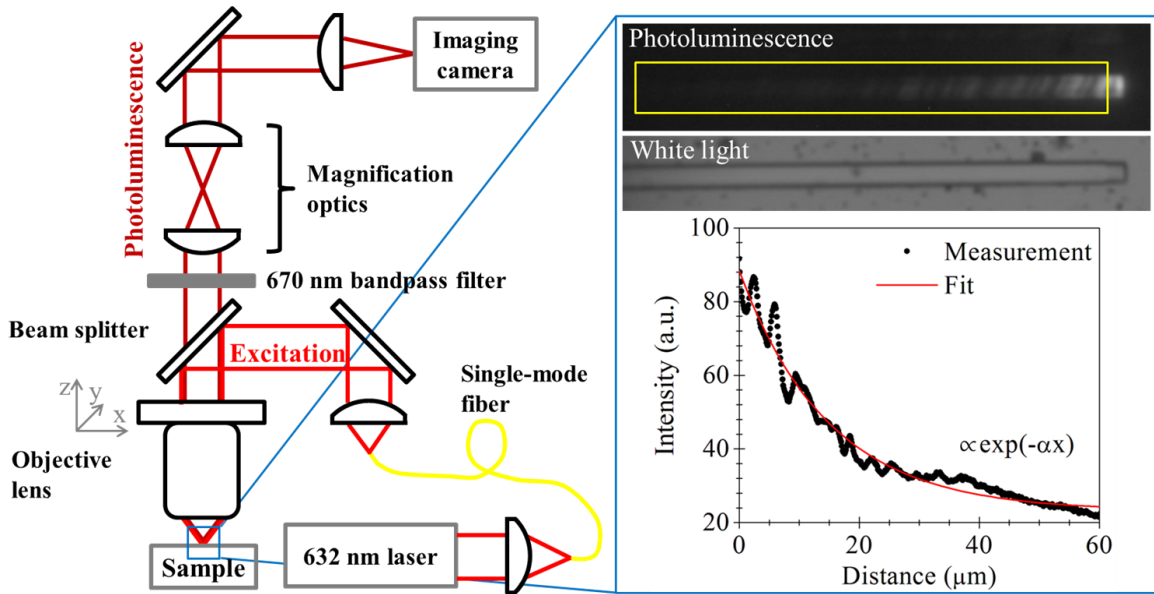 Photoluminescence
Imaging
camera
Magnification
optics
670 nm bandpass filter
Beam splitter
Excitation
Single-mode
fiber
z
y
x
Objective
lens
632 nm laser
Sample
Photoluminescence
White light
100
80
60
40
20
Intensity (a.u.)
Measurement
Fit
∝exp(-αx)
0
20
40
60
Distance (μm)